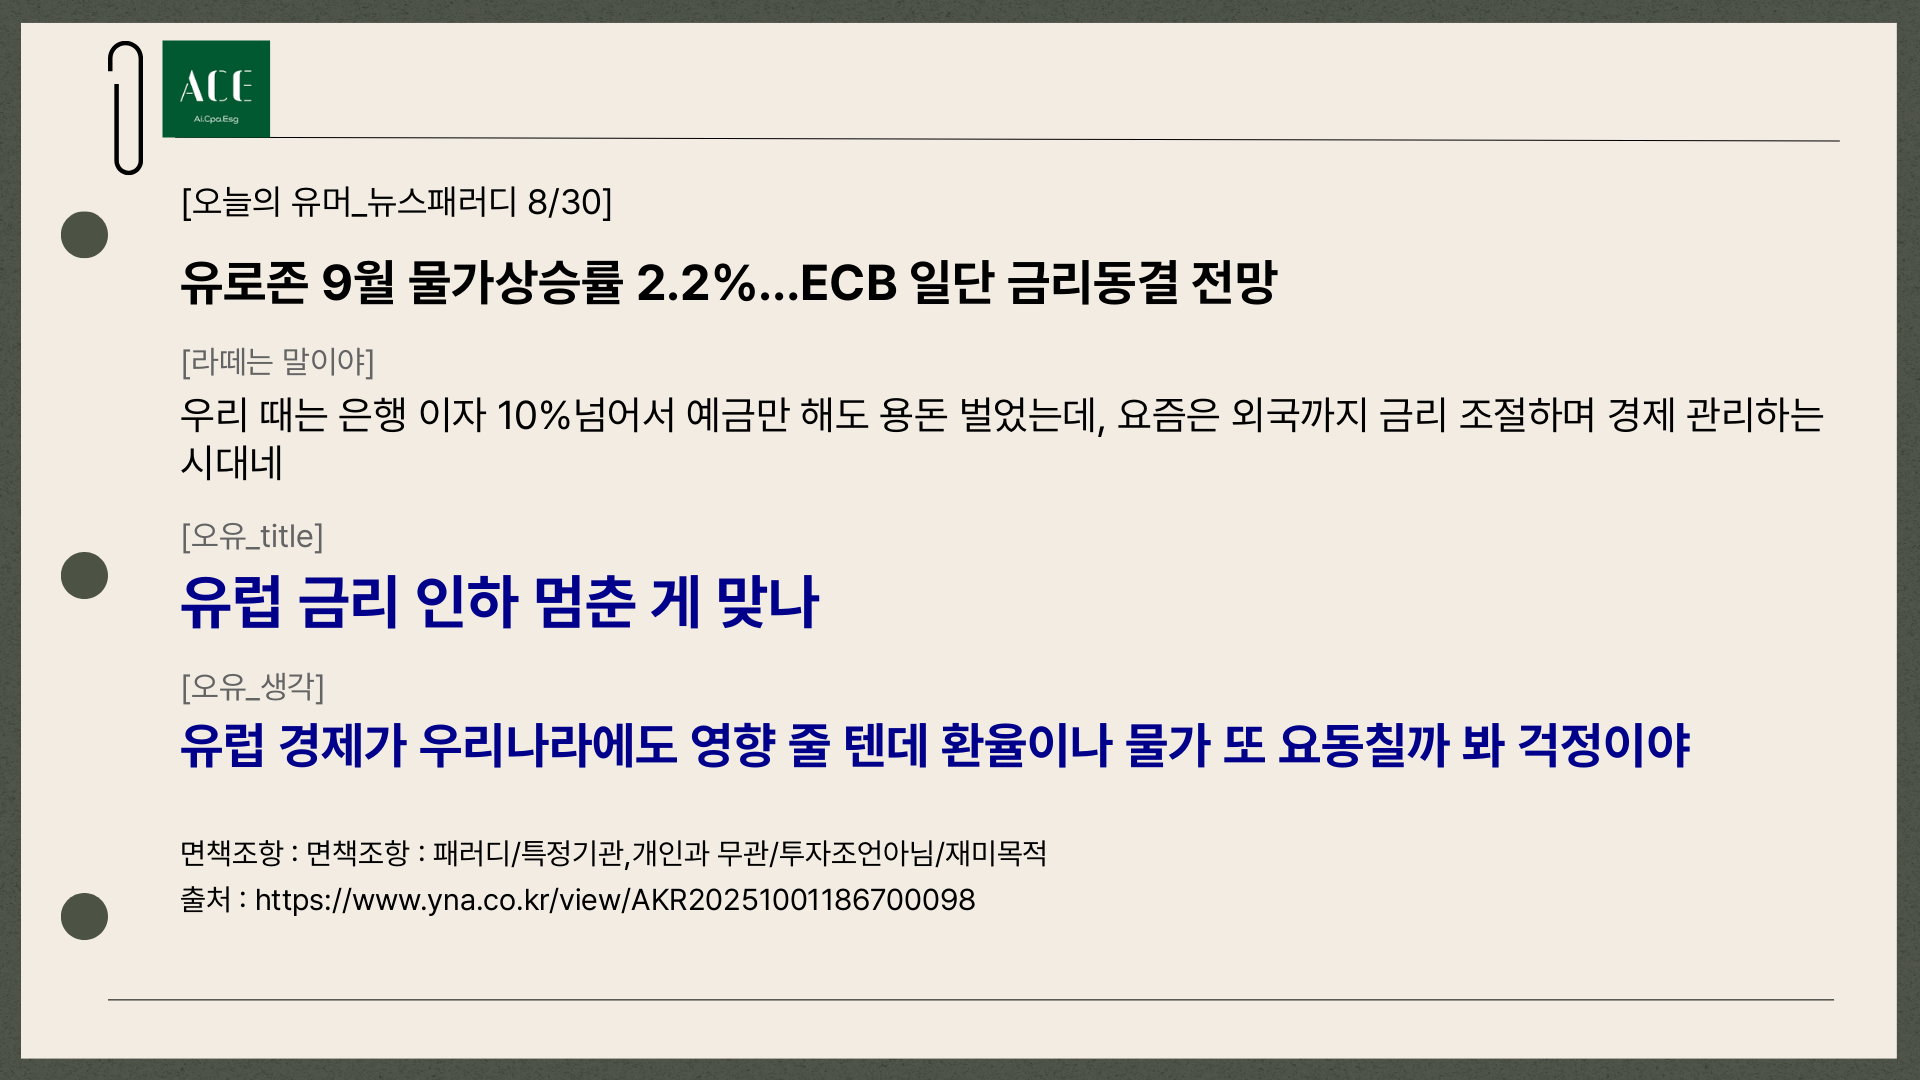 ACE
Ai.Cpa.Esg
[오늘의 유머_뉴스패러디 8/30]
유로존 9월 물가상승률 2.2%...ECB 일단 금리동결 전망
[라떼는 말이야]
우리 때는 은행 이자 10%넘어서 예금만 해도 용돈 벌었는데, 요즘은 외국까지 금리 조절하며 경제 관리하는
시대네
[오유_title]
유럽 금리 인하 멈춘 게 맞나
[오유_생각]
유럽 경제가 우리나라에도 영향 줄 텐데 환율이나 물가 또 요동칠까 봐 걱정이야
면책조항 : 면책조항 : 패러디/특정기관,개인과 무관/투자조언아님/재미목적
출처 : https://www.yna.co.kr/view/AKR20251001186700098